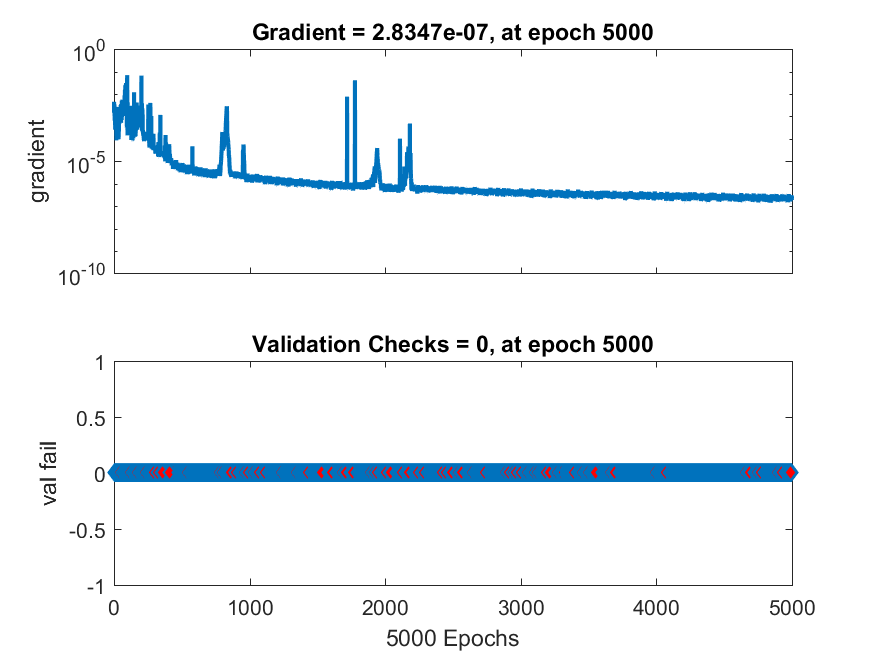 Gradient = 2.8347e-07, at epoch 5000
10^0
10^-5
10^-10
gradient
Validation Checks = 0, at epoch 5000
1
0.5
0
-0.5
-1
val fail
0 1000 2000 3000 4000 5000
5000 Epochs